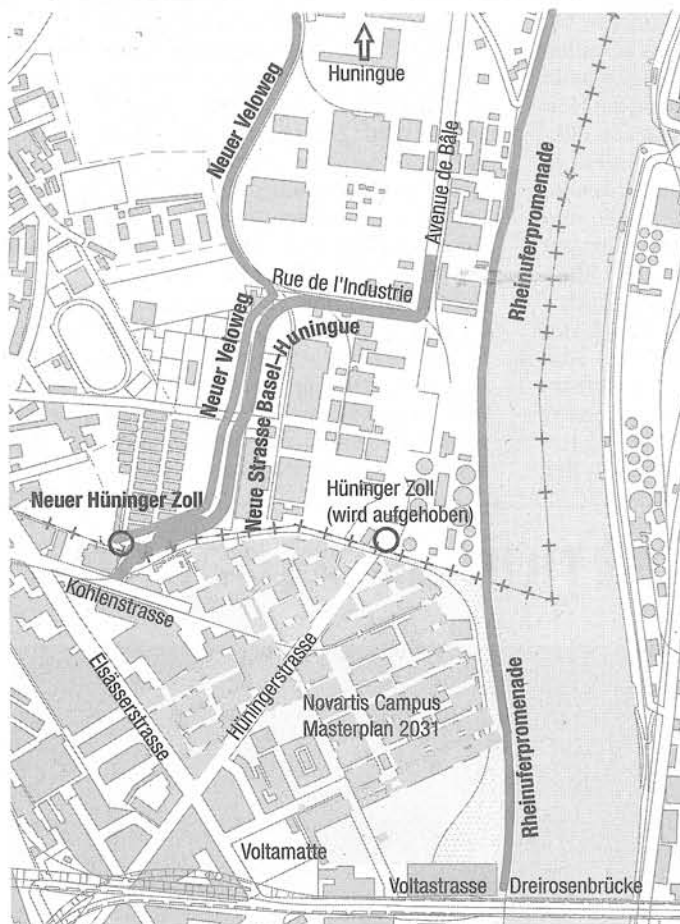 Huningue
Neuer Veloweg
Avenue de Bâle
Rheinuferpromenade
Rue de l'Industrie
Neuer Veloweg
Neue Strasse Basel–Huningue
Neuer Hüninger Zoll
Hüninger Zoll
(wird aufgehoben)
Kohlenstrasse
Elsässerstrasse
Hüningerstrasse
Novartis Campus
Masterplan 2031
Rheinuferpromenade
Voltamatte
Voltastrasse
Dreirosenbrücke